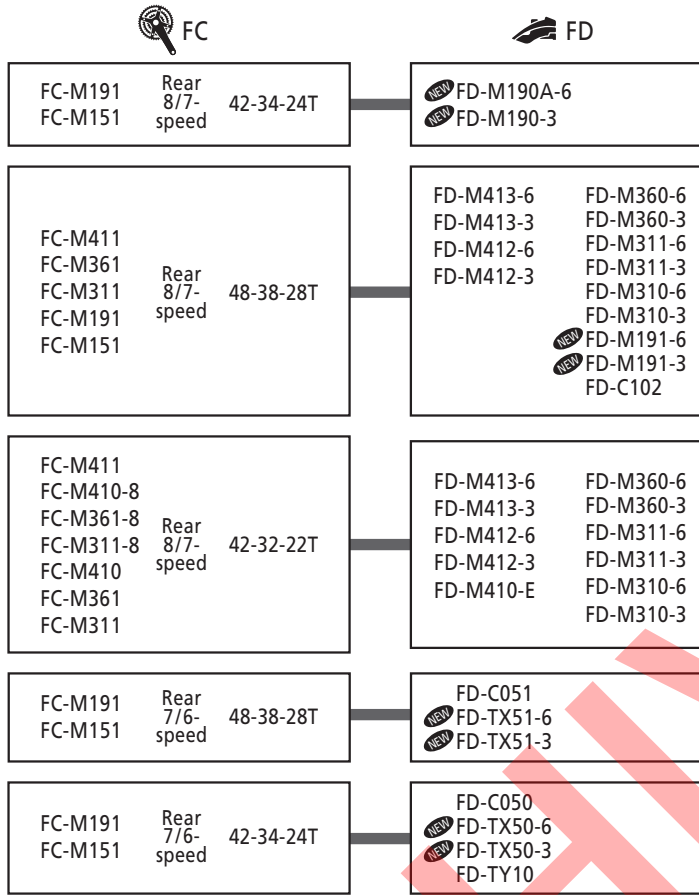 FC
FD
FC-M191
FC-M151
Rear
8/7-
speed
42-34-24T
NEW FD-M190A-6
NEW FD-M190-3
FC-M411
FC-M361
FC-M311
FC-M191
FC-M151
Rear
8/7-
speed
48-38-28T
FD-M413-6
FD-M413-3
FD-M412-6
FD-M412-3
FD-M360-6
FD-M360-3
FD-M311-6
FD-M311-3
FD-M310-6
FD-M310-3
NEW FD-M191-6
NEW FD-M191-3
FD-C102
FC-M411
FC-M410-8
FC-M361-8
FC-M311-8
FC-M410
FC-M361
FC-M311
Rear
8/7-
speed
42-32-22T
FD-M413-6
FD-M413-3
FD-M412-6
FD-M412-3
FD-M410-E
FD-M360-6
FD-M360-3
FD-M311-6
FD-M311-3
FD-M310-6
FD-M310-3
FC-M191
FC-M151
Rear
7/6-
speed
48-38-28T
FD-C051
NEW FD-TX51-6
NEW FD-TX51-3
FC-M191
FC-M151
Rear
7/6-
speed
42-34-24T
FD-C050
NEW FD-TX50-6
NEW FD-TX50-3
FD-TY10